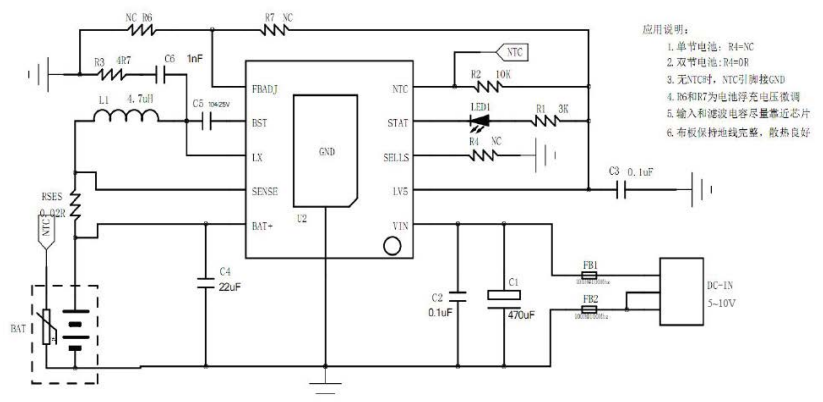 NC R6
R7 NC
R3 4R7
C6
1nF
L1
4.7uH
C5
104-25V
FBADJ
BST
LX
SENSE
BAT+
GND
U2
NTC
STAT
SELLS
LV5
VIN
NTC
R2 10K
LED1
R1 3K
R4 NC
C3 0.1uF
RSES
0.02R
NTC
BAT
C4
22uF
C2
0.1uF
C1
470uF
FB1
FB2
DC-IN
5~10V
应用说明:
1.单节电池: R4=NC
2.双节电池:R4=0R
3.无NTC时, NTC引脚接GND
4.R6和R7为电池浮充电压微调
5.输入和滤波电容尽量靠近芯片
6.布板保持地线完整, 散热良好